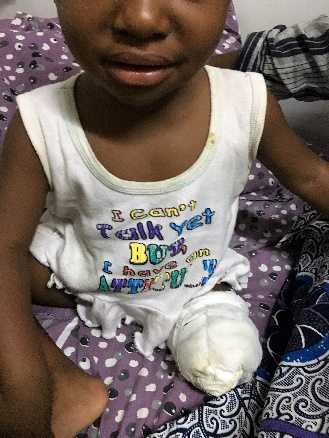 I can't
Talk Yet
BUT
I have an